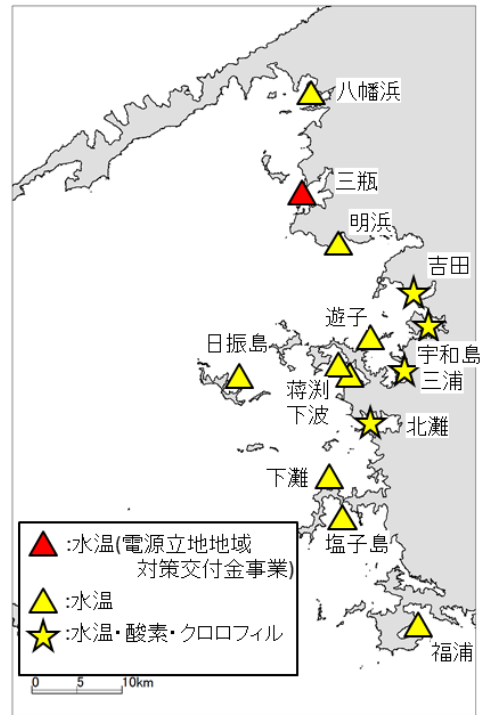 八幡浜
三瓶
明浜
吉田
遊子
日振島
宇和島
三浦
蒋渕
下波
北灘
下灘
塩子島
:水温(電源立地地域
対策交付金事業)
:水温
:水温・酸素・クロロフィル
福浦
0 5 10km